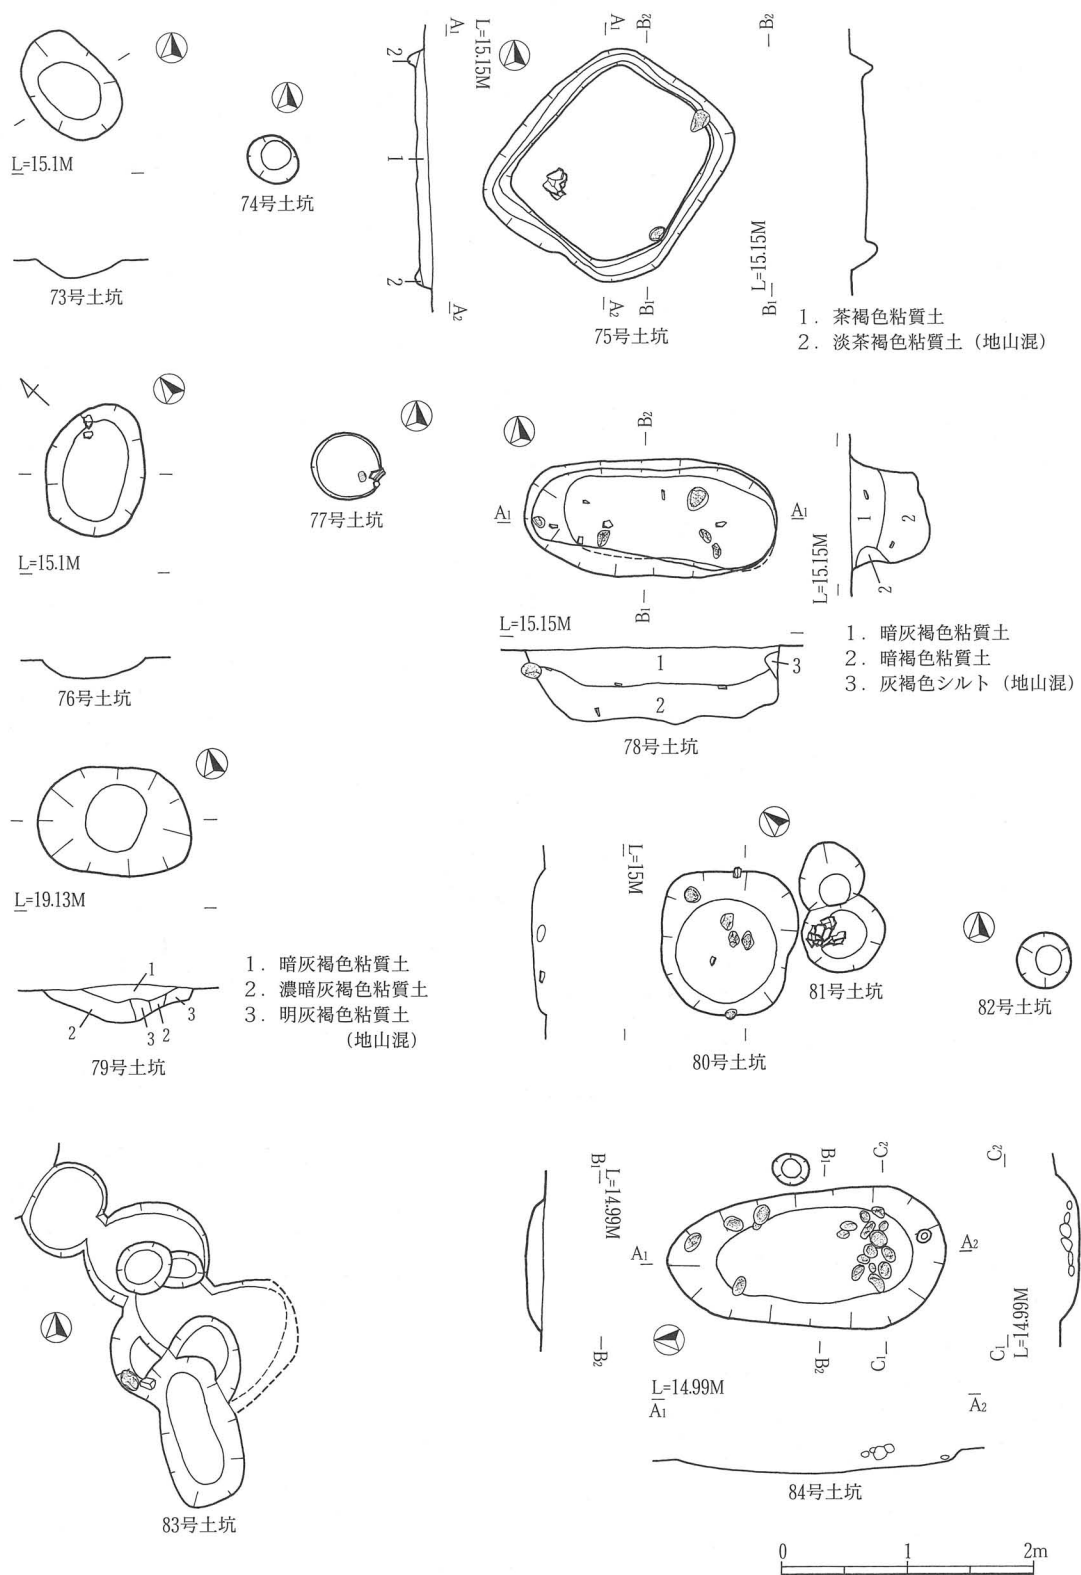 L=15.1M
73号土坑
74号土坑
A₁
A₂
L=15.15M
2
1
2
A₁
B₂
A₂
B₁
75号土坑
B₂
B₁
L=15.15M
1. 茶褐色粘質土
2. 淡茶褐色粘質土（地山混）
L=15.1M
76号土坑
77号土坑
B₂
A₁
A₁
B₁
L=15.15M
1
2
3
78号土坑
L=15.15M
1
2
2
1. 暗灰褐色粘質土
2. 暗褐色粘質土
3. 灰褐色シルト（地山混）
L=19.13M
1
2
3
2
3
79号土坑
1. 暗灰褐色粘質土
2. 濃暗灰褐色粘質土
3. 明灰褐色粘質土
（地山混）
L=15M
80号土坑
81号土坑
82号土坑
83号土坑
B₁
B₂
L=14.99M
B₁
C₂
A₁
A₂
B₂
C₁
C₂
C₁
L=14.99M
L=14.99M
A₁
A₂
84号土坑
0
1
2m